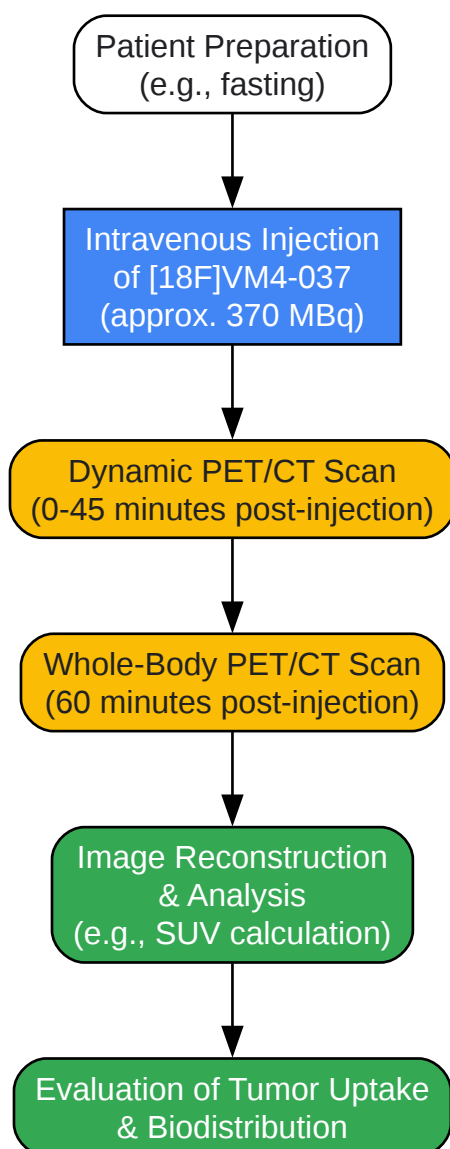 Patient Preparation
(e.g., fasting)
Intravenous Injection
of [18F]VM4-037
(approx. 370 MBq)
Dynamic PET/CT Scan
(0-45 minutes post-injection)
Whole-Body PET/CT Scan
(60 minutes post-injection)
Image Reconstruction
& Analysis
(e.g., SUV calculation)
Evaluation of Tumor Uptake
& Biodistribution